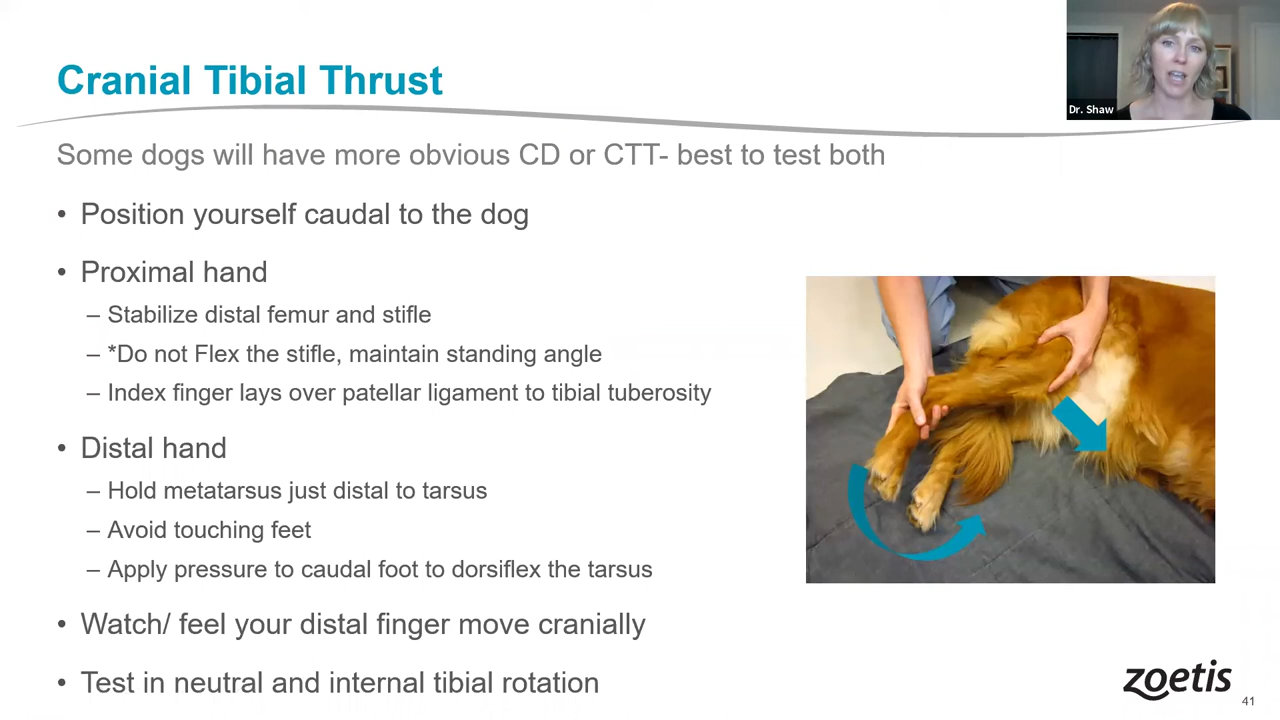 Dr. Shaw
Cranial Tibial Thrust
Some dogs will have more obvious CD or CTT- best to test both
• Position yourself caudal to the dog
• Proximal hand
– Stabilize distal femur and stifle
– *Do not Flex the stifle, maintain standing angle
– Index finger lays over patellar ligament to tibial tuberosity
• Distal hand
– Hold metatarsus just distal to tarsus
– Avoid touching feet
– Apply pressure to caudal foot to dorsiflex the tarsus
• Watch/ feel your distal finger move cranially
• Test in neutral and internal tibial rotation
zoetis
41